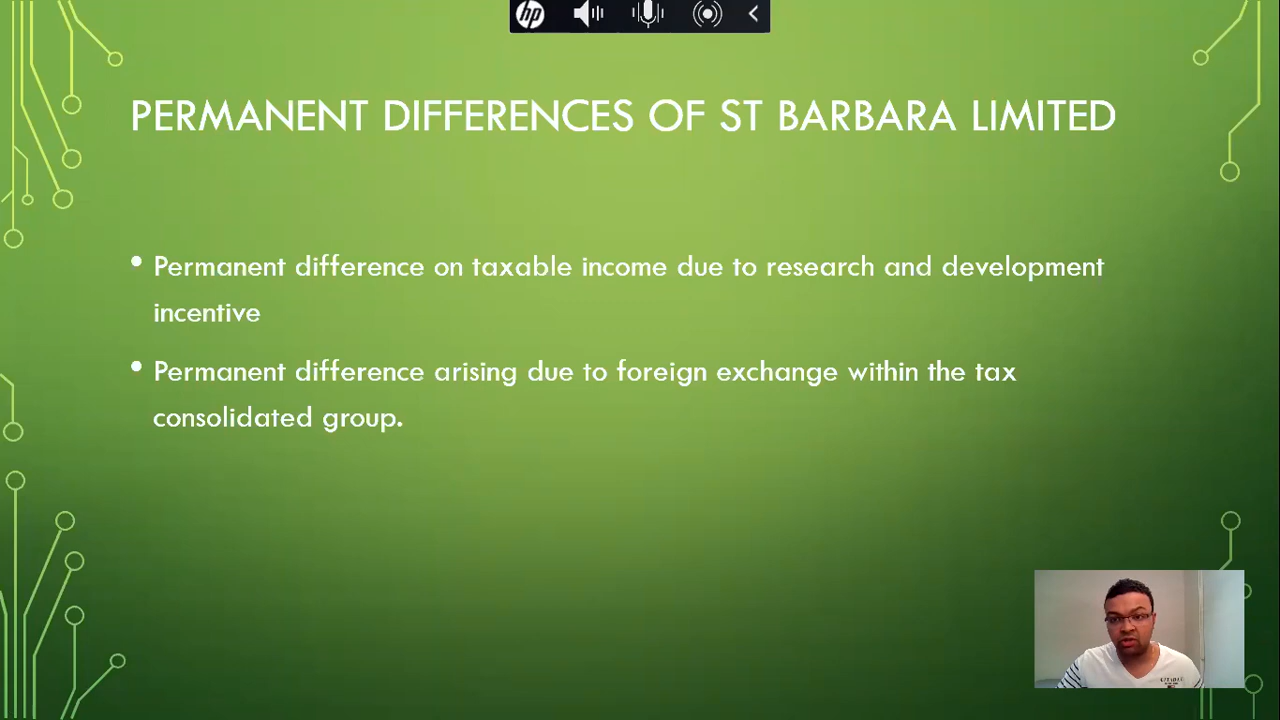 hp
PERMANENT DIFFERENCES OF ST BARBARA LIMITED
• Permanent difference on taxable income due to research and development
incentive
• Permanent difference arising due to foreign exchange within the tax
consolidated group.